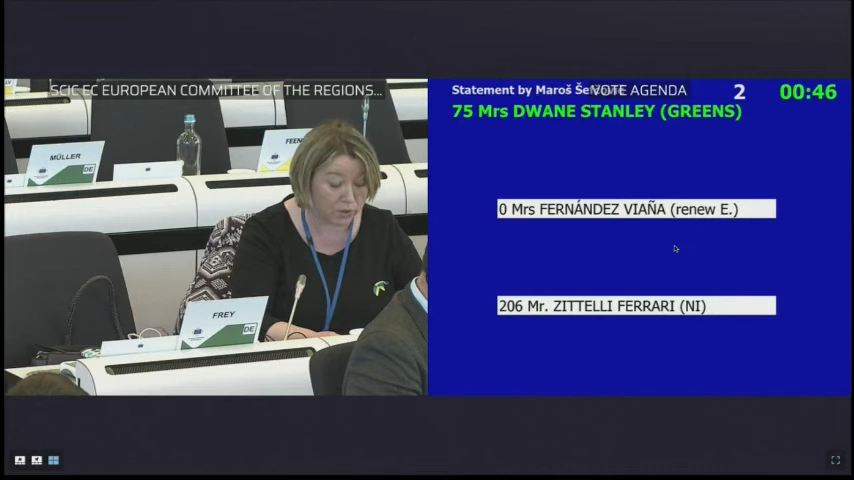 SCIC EC EUROPEAN COMMITTEE OF THE REGIONS...
MÜLLER
DE
FEEN
FREY
DE
Statement by Maroš VOTE AGENDA
2
00:46
75 Mrs DWANE STANLEY (GREENS)
0 Mrs FERNÁNDEZ VIAÑA (renew E.)
206 Mr. ZITTELLI FERRARI (NI)